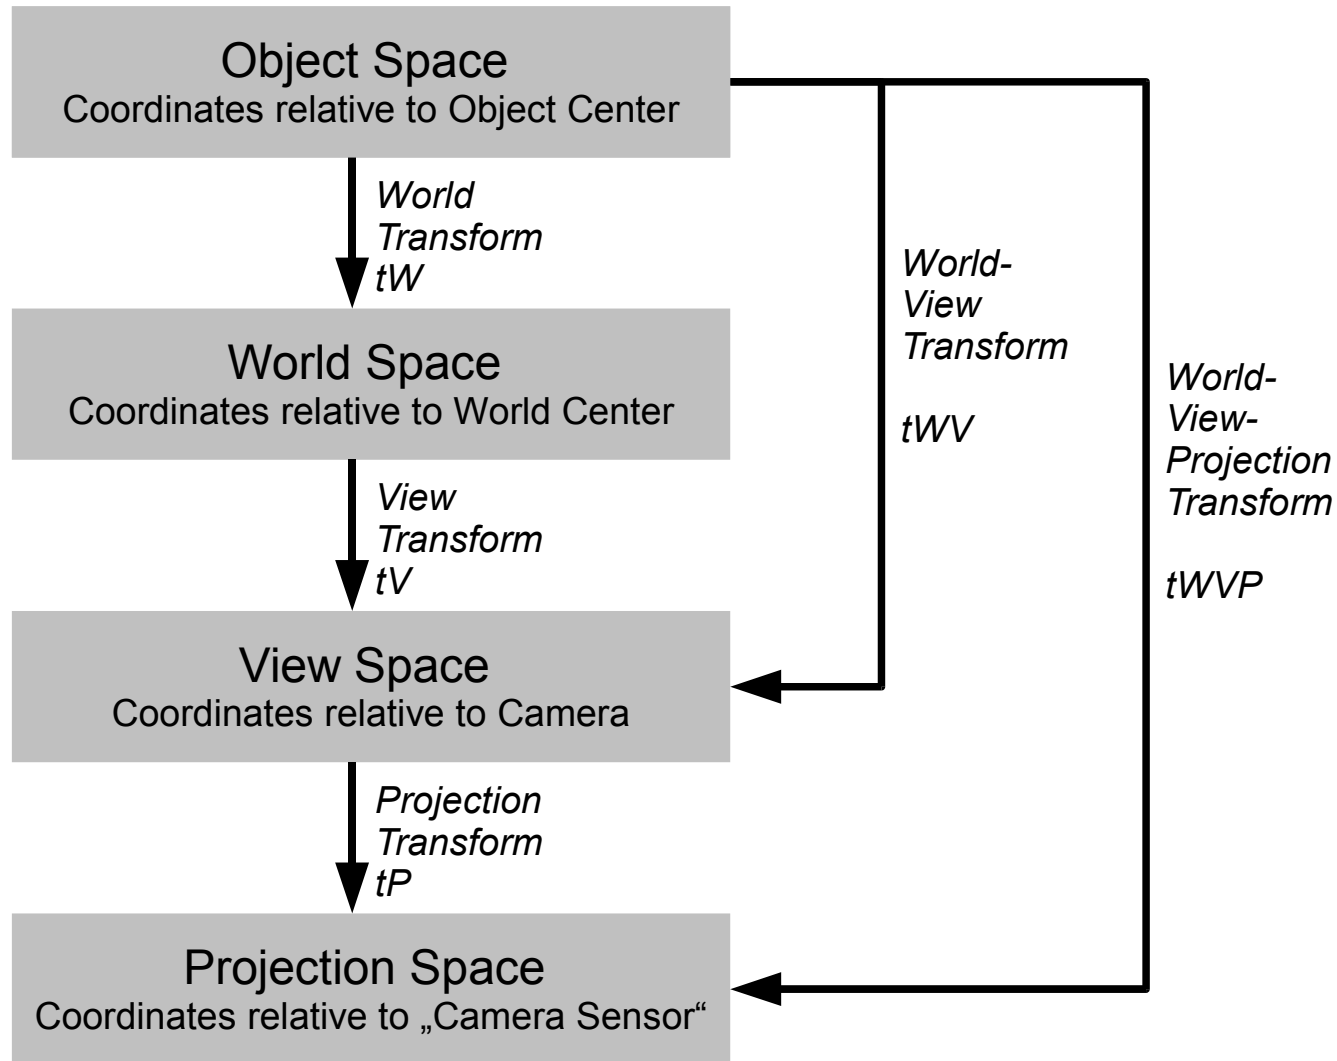 Object Space
Coordinates relative to Object Center
World
Transform
tW
World Space
Coordinates relative to World Center
View
Transform
tV
View Space
Coordinates relative to Camera
Projection
Transform
tP
Projection Space
Coordinates relative to „Camera Sensor“
World-
View
Transform
tWV
World-
View-
Projection
Transform
tWVP